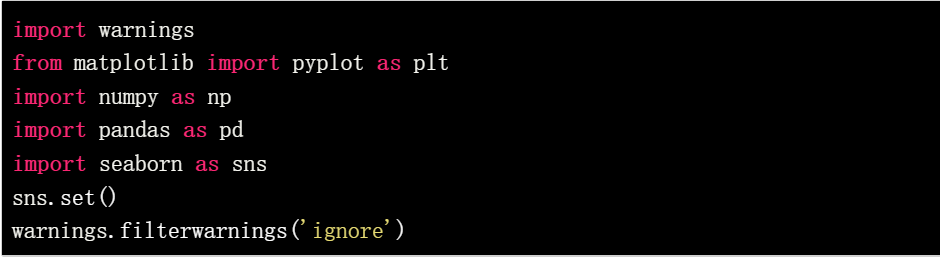 import warnings
from matplotlib import pyplot as plt
import numpy as np
import pandas as pd
import seaborn as sns
sns.set()
warnings.filterwarnings('ignore')